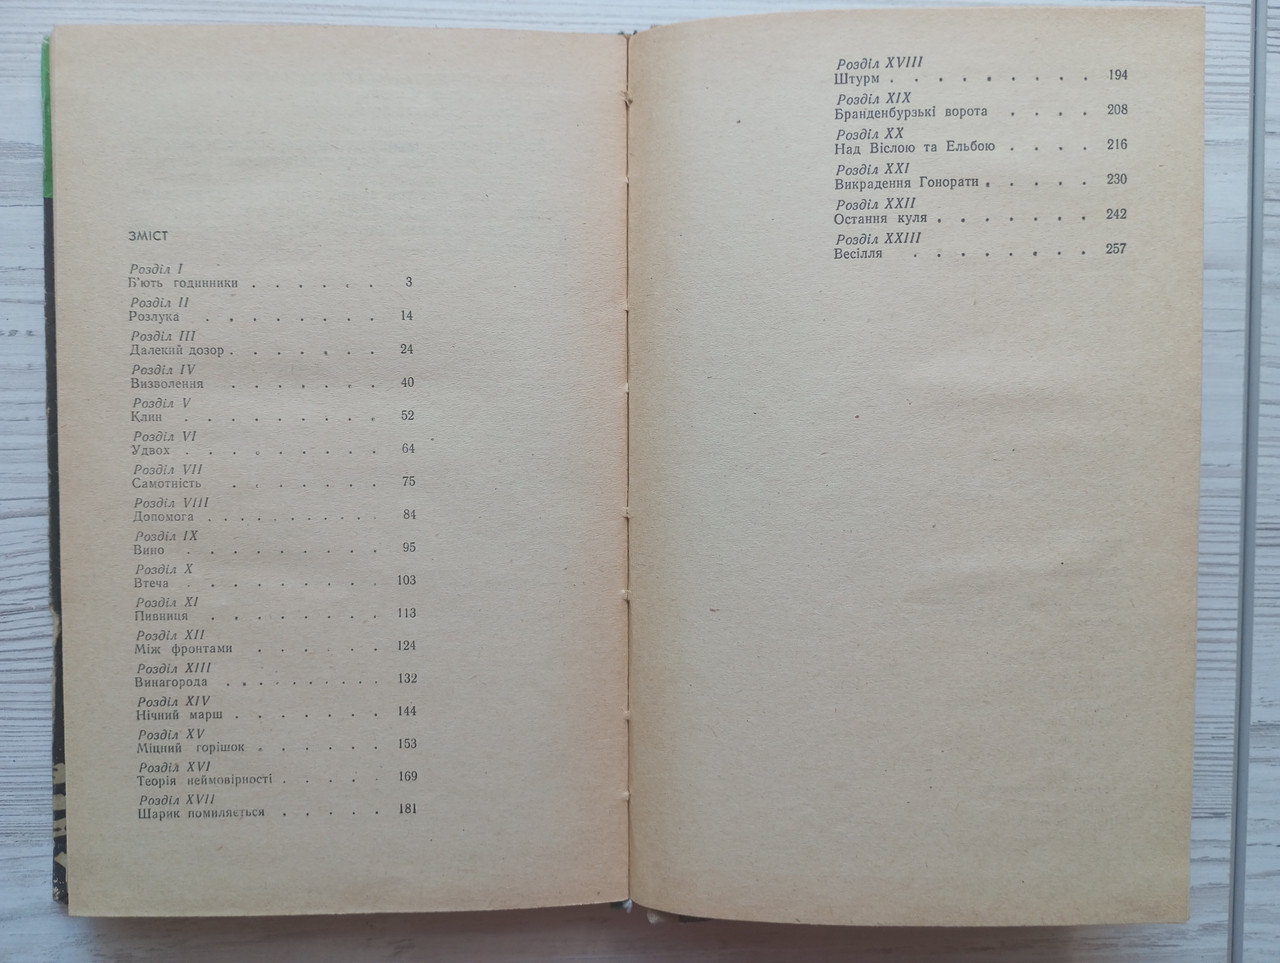 ЗМІСТ
Розділ I
Б'ють годинники . . . . . . 3
Розділ II
Розлука . . . . . . . . 14
Розділ III
Далекий дозор . . . . . . . 24
Розділ IV
Визволення . . . . . . . 40
Розділ V
Клин . . . . . . . . . 52
Розділ VI
Удвох . . . . . . . . . 64
Розділ VII
Самотність . . . . . . . 75
Розділ VIII
Допомога . . . . . . . . 84
Розділ IX
Вино . . . . . . . . . 95
Розділ X
Втеча . . . . . . . . . 103
Розділ XI
Пивниця . . . . . . . . 113
Розділ XII
Між фронтами . . . . . . 124
Розділ XIII
Винагорода . . . . . . . . . 132
Розділ XIV
Нічний марш . . . . . . . 144
Розділ XV
Міцний горішок . . . . . . 153
Розділ XVI
Теорія неймовірності . . . . . 169
Розділ XVII
Шарик помиляється . . . . . 181
Розділ XVIII
Штурм . . . . . . . . . 194
Розділ XIX
Бранденбурзькі ворота . . . . 208
Розділ XX
Над Віслою та Ельбою . . . . 216
Розділ XXI
Викрадення Гонорати . . . . . 230
Розділ XXII
Остання куля . . . . . . . 242
Розділ XXIII
Весілля . . . . . . . . 257